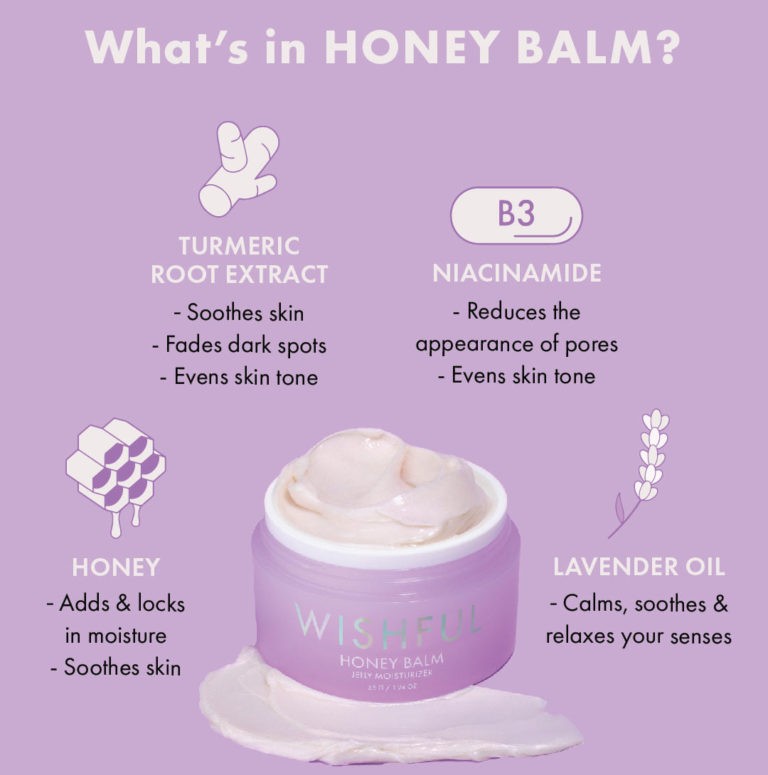 What's in HONEY BALM?
TURMERIC
ROOT EXTRACT
- Soothes skin
- Fades dark spots
- Evens skin tone
B3
NIACINAMIDE
- Reduces the
appearance of pores
- Evens skin tone
HONEY
- Adds & locks
in moisture
- Soothes skin
LAVENDER OIL
- Calms, soothes &
relaxes your senses
WISHFUL
HONEY BALM
JELLY MOISTURIZER